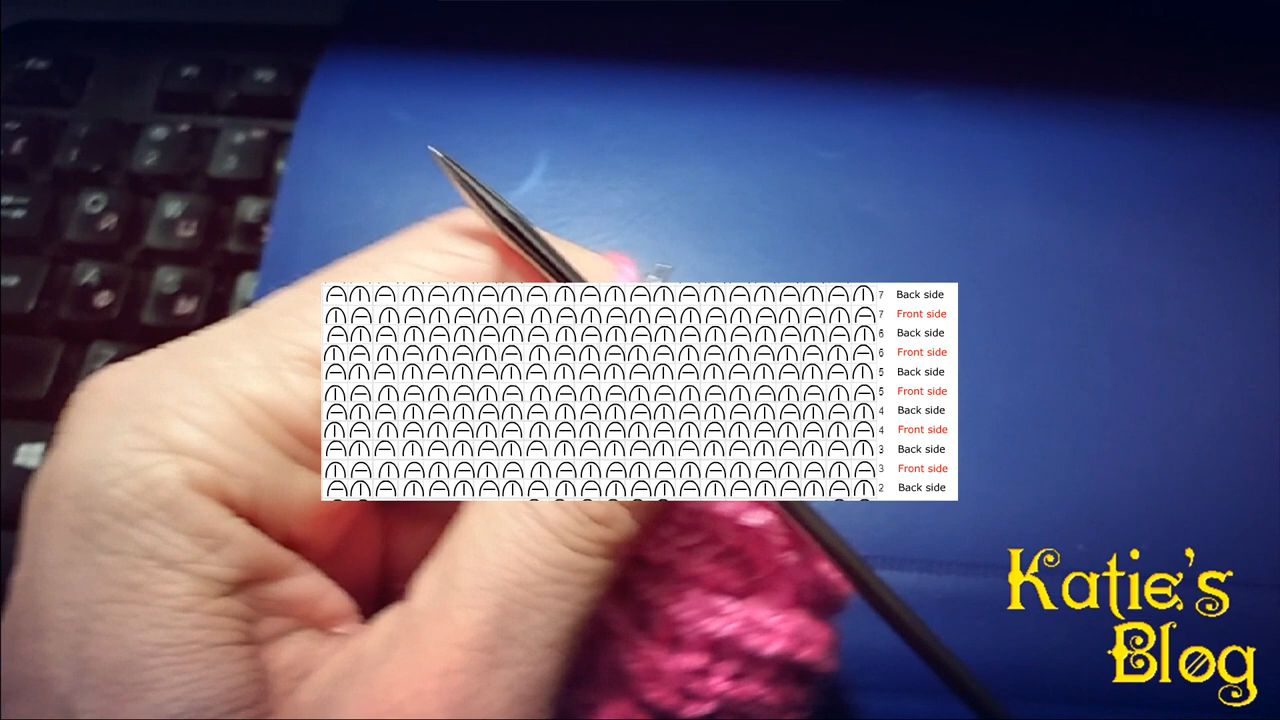 7 Back side
7 Front side
6 Back side
6 Front side
5 Back side
5 Front side
4 Back side
4 Front side
3 Back side
3 Front side
2 Back side
Katie's
Blog